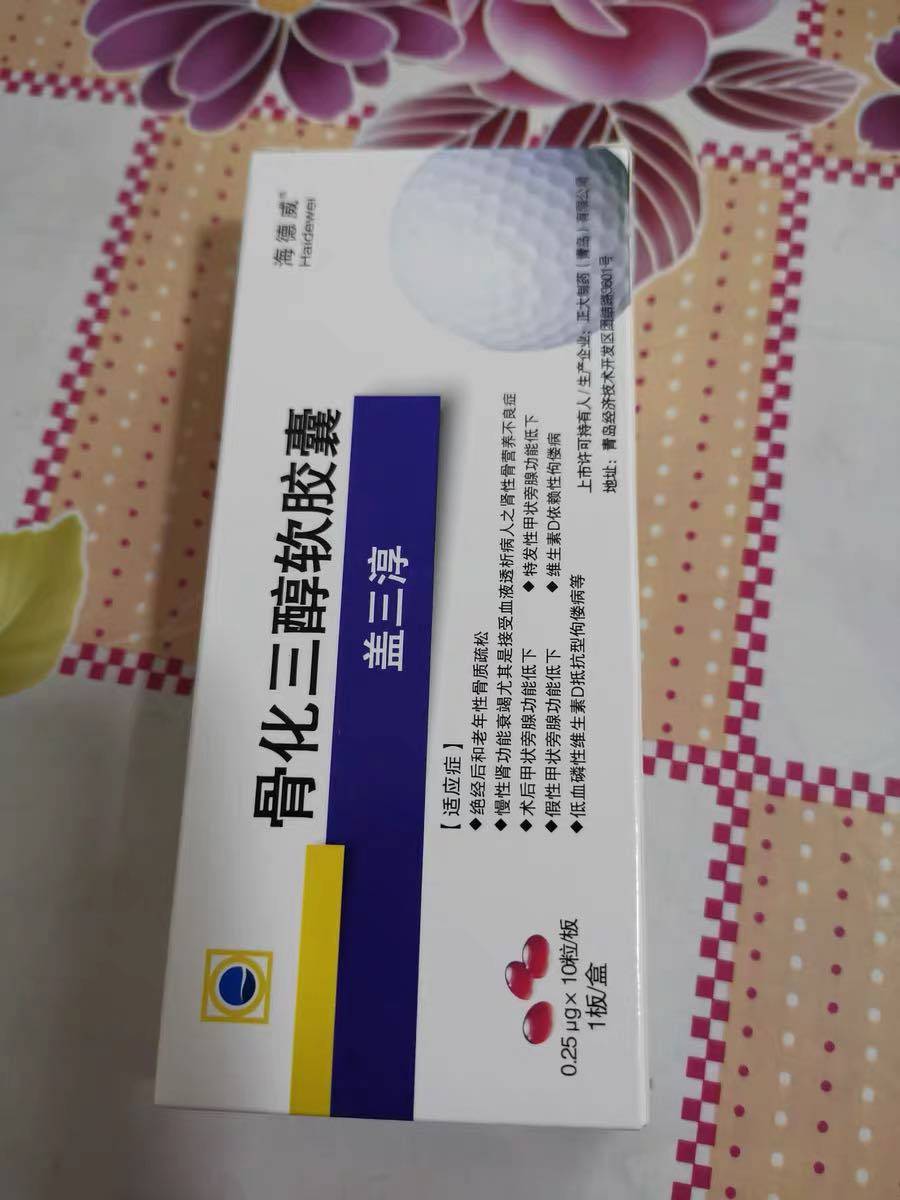 海德威
Haidewei
骨化三醇软胶囊
盖三淳
【适应症】
◆绝经后和老年性骨质疏松
◆慢性肾功能衰竭尤其是接受血液透析病人之肾性骨营养不良症
◆术后甲状旁腺功能低下 ◆特发性甲状旁腺功能低下
◆假性甲状旁腺功能低下 ◆维生素D依赖性佝偻病
◆低血磷性维生素D抵抗型佝偻病等
上市许可持有人/生产企业：正大制药（青岛）有限公司
地址：青岛经济技术开发区团结路3601号
0.25 μg×10粒/板
1板/盒